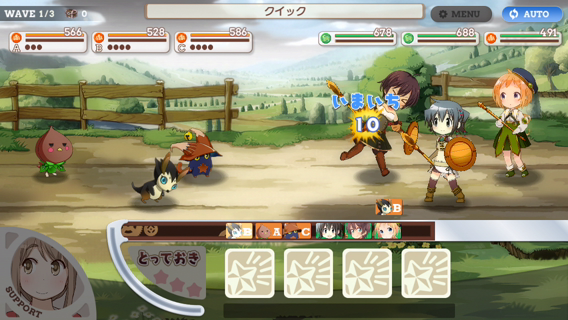 WAVE 1/3 0
クイック
MENU
AUTO
566
528
586
678
688
491
A
B
C
いまいち
10
B
B A C
とっておき
SUPPORT